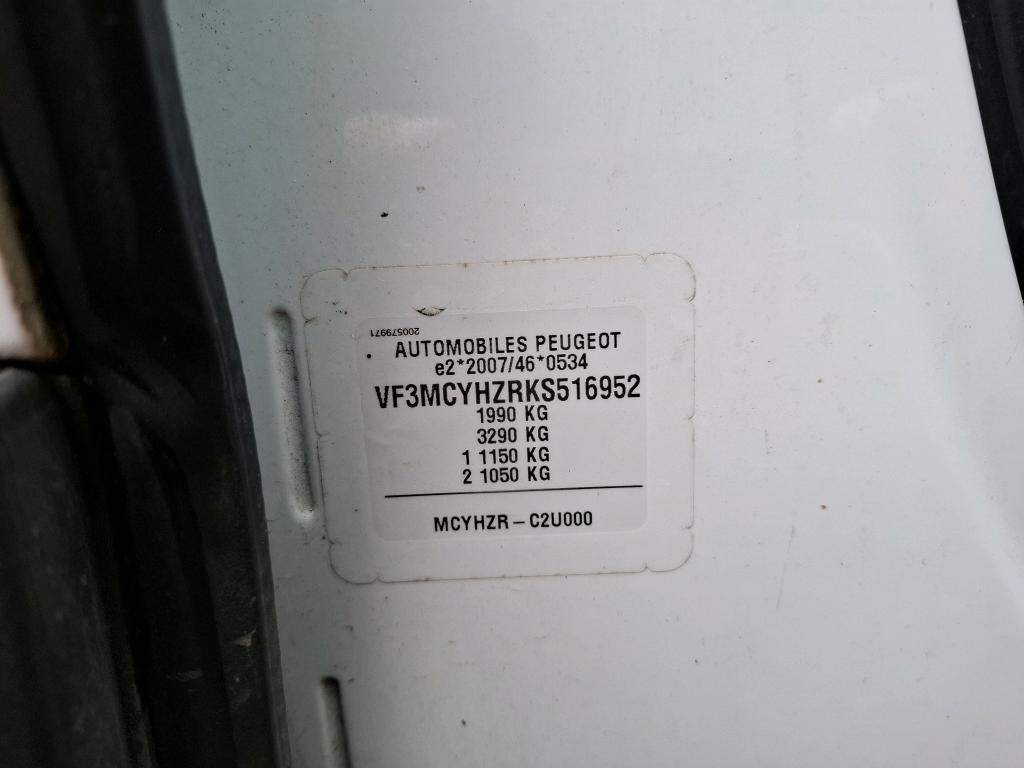 200579971
AUTOMOBILES PEUGEOT
e2*2007/46*0534
VF3MCYHZRKS516952
1990 KG
3290 KG
1 1150 KG
2 1050 KG
MCYHZR – C2U000